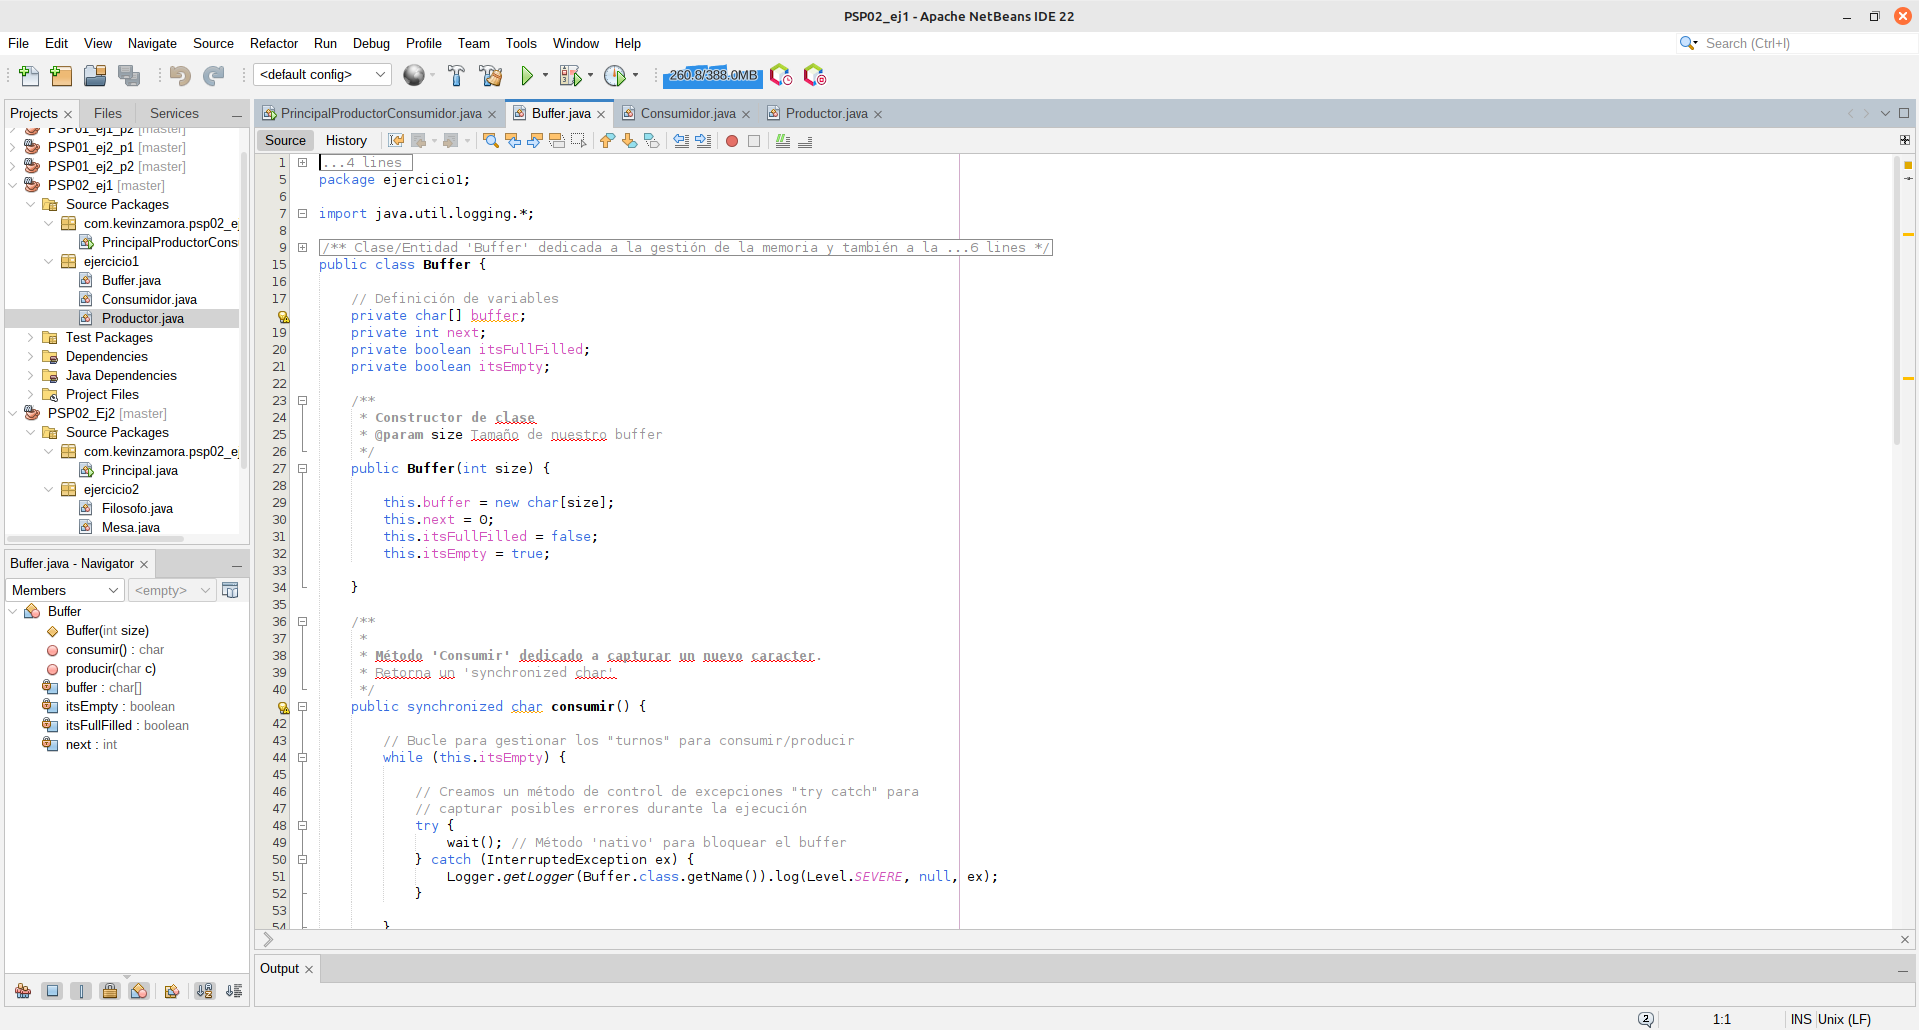 PSP02_ej1 - Apache NetBeans IDE 22
File Edit View Navigate Source Refactor Run Debug Profile Team Tools Window Help
Search (Ctrl+I)
<default config>
260.8/388.0MB
Projects Files Services
PSP01_ej1_p2 [master]
PSP01_ej2_p1 [master]
PSP01_ej2_p2 [master]
PSP02_ej1 [master]
Source Packages
com.kevinzamora.psp02_ej
PrincipalProductorCons
ejercicio1
Buffer.java
Consumidor.java
Productor.java
Test Packages
Dependencies
Java Dependencies
Project Files
PSP02_Ej2 [master]
Source Packages
com.kevinzamora.psp02_ej
Principal.java
ejercicio2
Filosofo.java
Mesa.java
Buffer.java - Navigator
Members <empty>
Buffer
Buffer(int size)
consumir() : char
producir(char c)
buffer : char[]
itsEmpty : boolean
itsFullFilled : boolean
next : int
PrincipalProductorConsumidor.java Buffer.java Consumidor.java Productor.java
Source History
1 ...4 lines
5 package ejercicio1;
6
7 import java.util.logging.*;
8
9 /** Clase/Entidad 'Buffer' dedicada a la gestión de la memoria y también a la ...6 lines */
15 public class Buffer {
16
17 // Definición de variables
private char[] buffer;
19 private int next;
20 private boolean itsFullFilled;
21 private boolean itsEmpty;
22
23 /**
24 * Constructor de clase
25 * @param size Tamaño de nuestro buffer
26 */
27 public Buffer(int size) {
28
29 this.buffer = new char[size];
30 this.next = 0;
31 this.itsFullFilled = false;
32 this.itsEmpty = true;
33
34 }
35
36 /**
37 *
38 * Método 'Consumir' dedicado a capturar un nuevo caracter.
39 * Retorna un 'synchronized char'
40 */
public synchronized char consumir() {
42
43 // Bucle para gestionar los "turnos" para consumir/producir
44 while (this.itsEmpty) {
45
46 // Creamos un método de control de excepciones "try catch" para
47 // capturar posibles errores durante la ejecución
48 try {
49 wait(); // Método 'nativo' para bloquear el buffer
50 } catch (InterruptedException ex) {
51 Logger.getLogger(Buffer.class.getName()).log(Level.SEVERE, null, ex);
52 }
53
54 }
Output
2 1:1 INS Unix (LF)